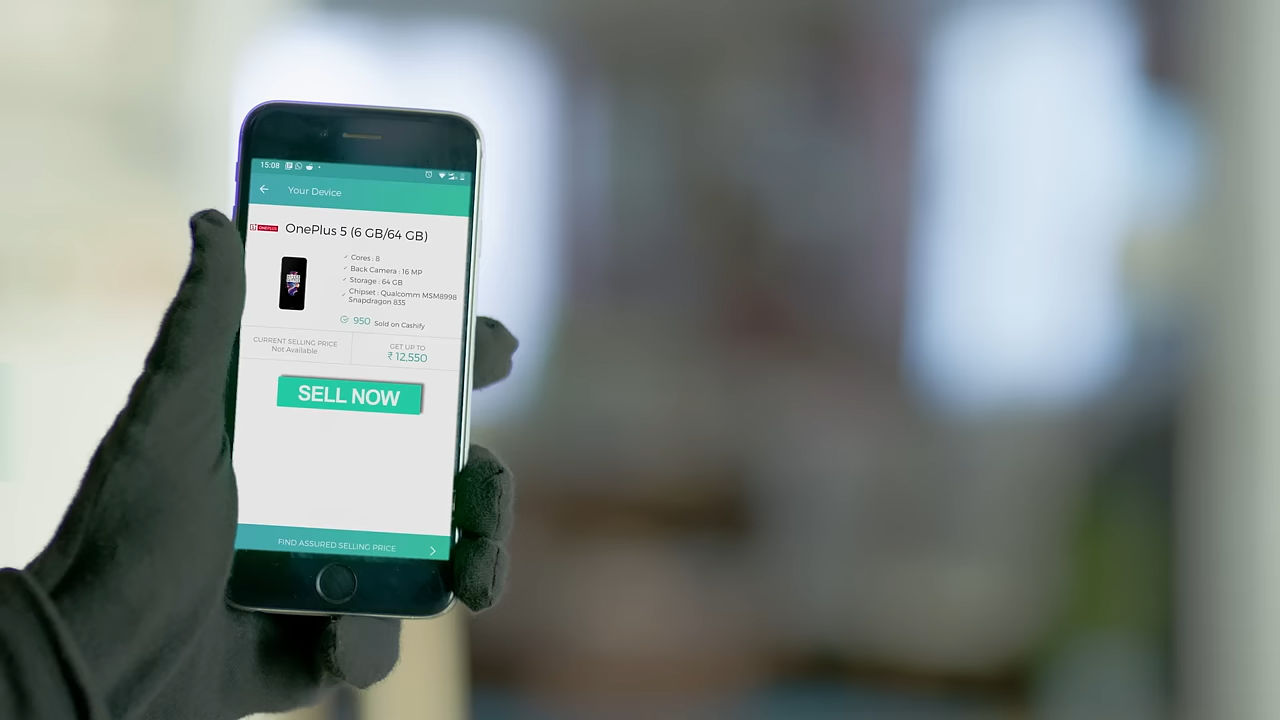 15:08
Your Device
ONEPLUS
OnePlus 5 (6 GB/64 GB)
✓ Cores : 8
✓ Back Camera : 16 MP
✓ Storage : 64 GB
✓ Chipset : Qualcomm MSM8998
Snapdragon 835
950 Sold on Cashify
CURRENT SELLING PRICE
Not Available
GET UP TO
₹ 12,550
SELL NOW
FIND ASSURED SELLING PRICE